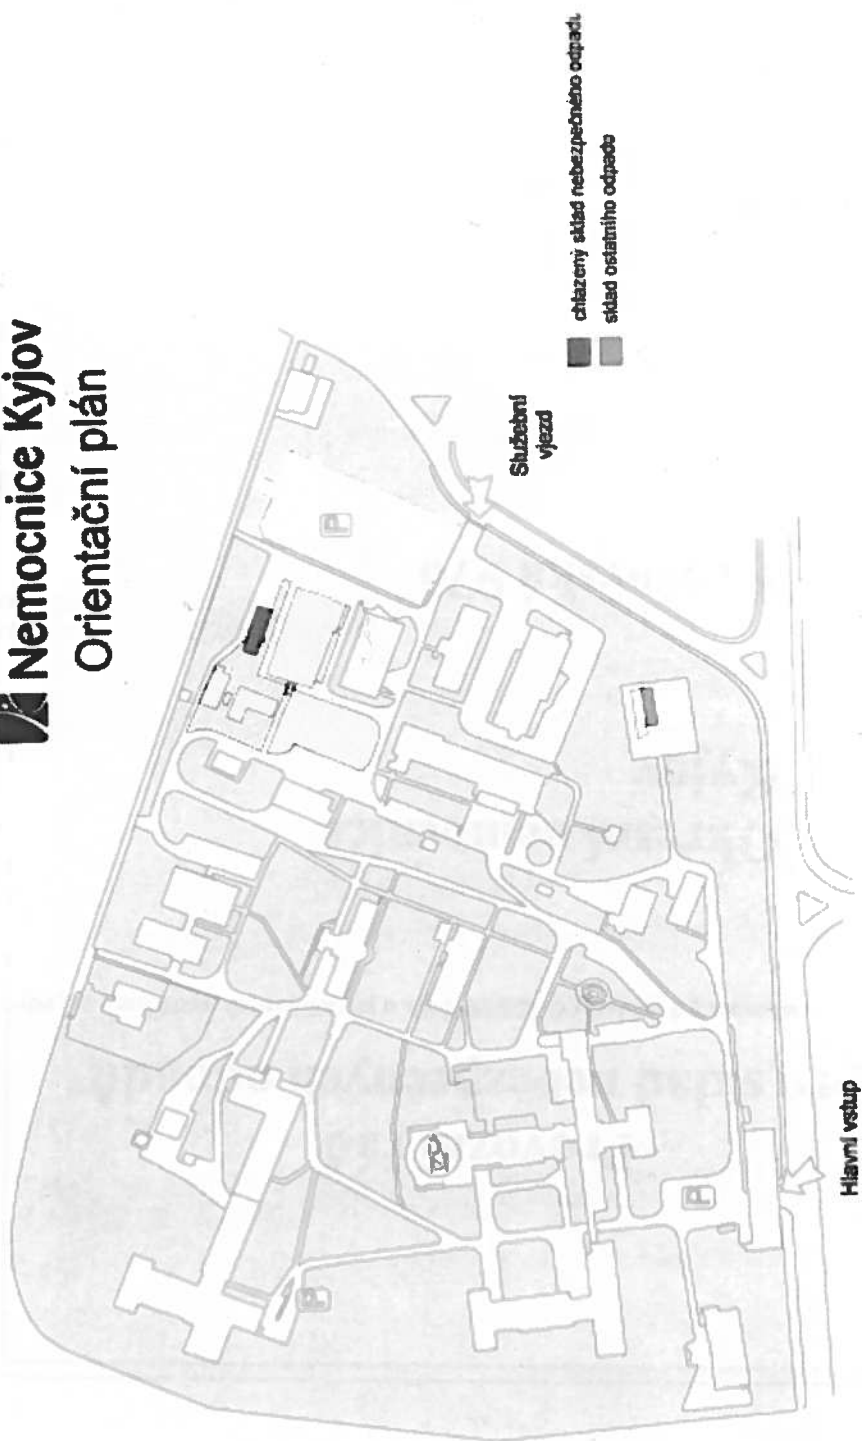 Nemocnice Kyjov
Orientační plán
P
Služební
vjezd
chlazený sklad nebezpečného odpadu
sklad ostatního odpadu
P
P
Hlavní vstup